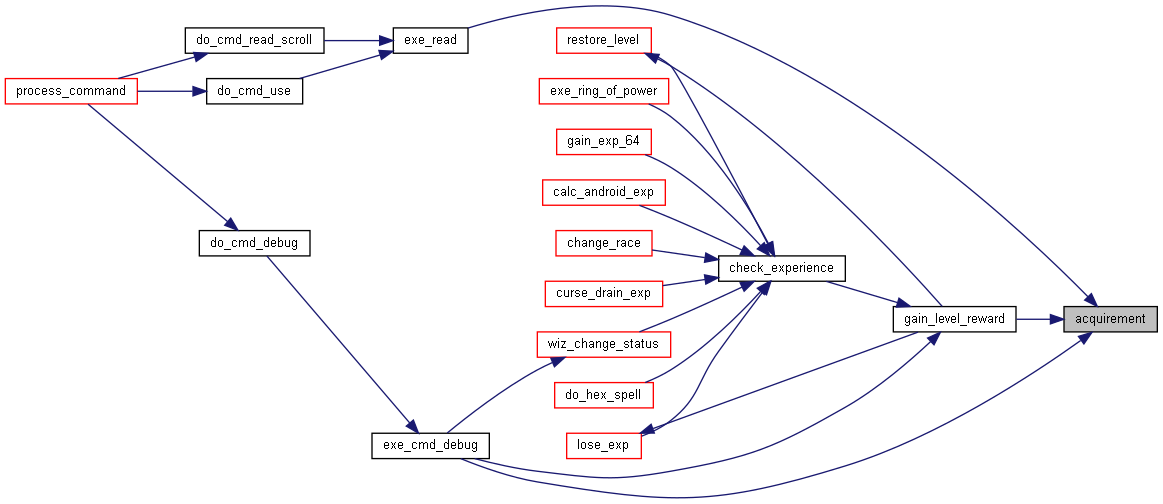 do_cmd_read_scroll
exe_read
restore_level
process_command
do_cmd_use
exe_ring_of_power
gain_exp_64
calc_android_exp
do_cmd_debug
change_race
check_experience
curse_drain_exp
gain_level_reward
acquirement
wiz_change_status
do_hex_spell
exe_cmd_debug
lose_exp